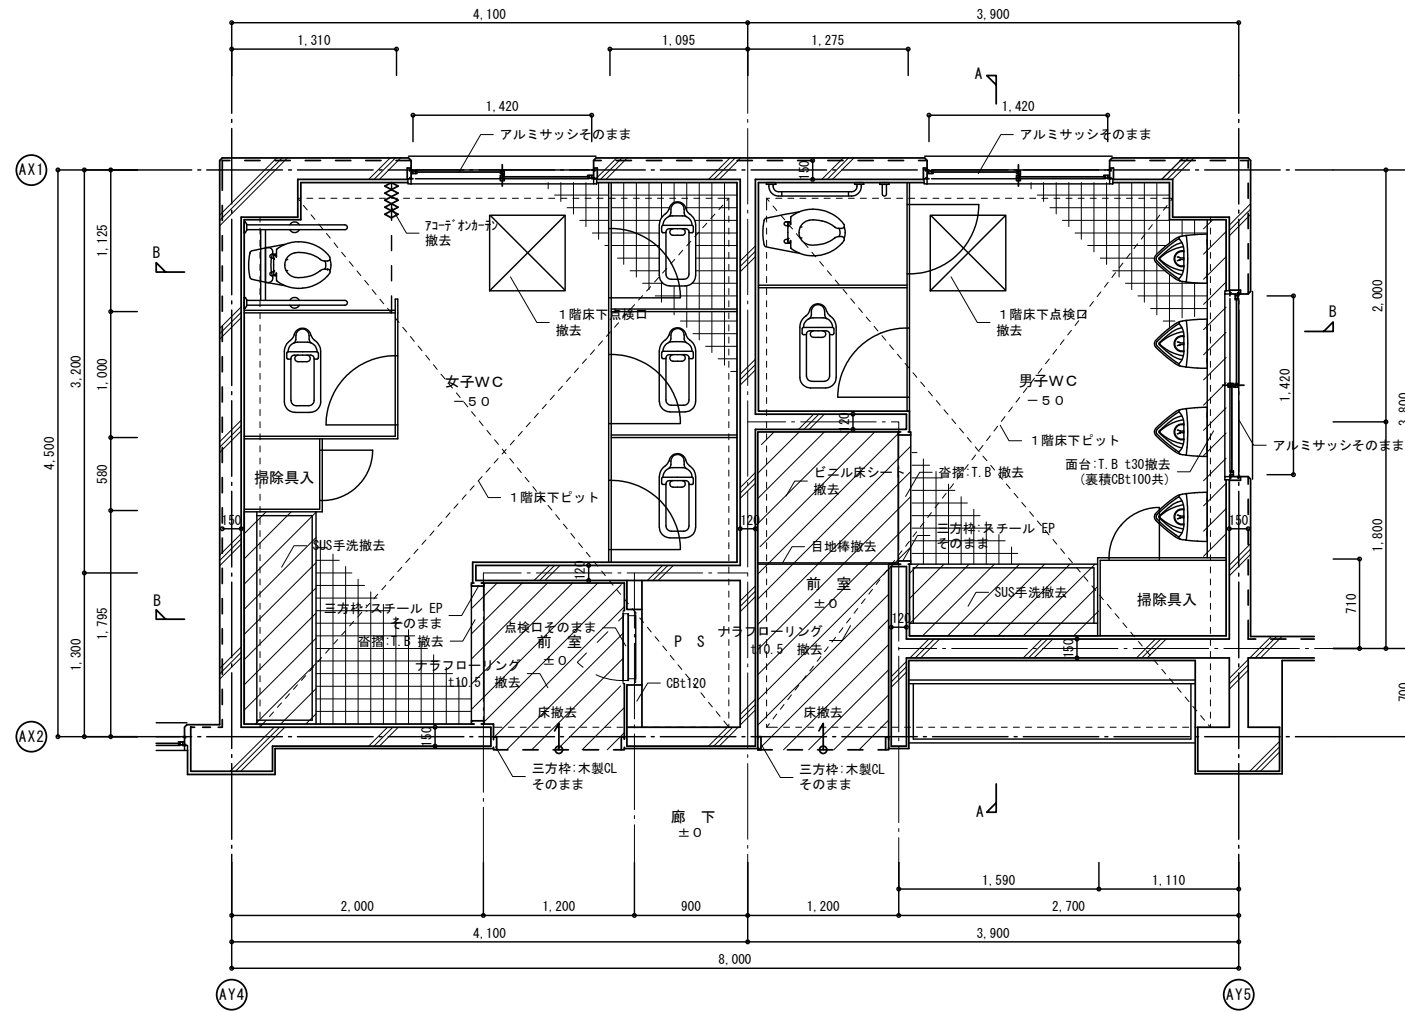 4,100
3,900
1,310
1,095
1,275
A
1,420
1,420
アルミサッシそのまま
アルミサッシそのまま
AX1
150
1,125
2,000
B
アコーデオンカーテン
撤去
1階床下点検口
撤去
1階床下点検口
撤去
B
3,200
1,000
1,420
3,800
女子WC
-50
男子WC
-50
4,500
120
1階床下ピット
アルミサッシそのまま
580
掃除具入
ビニル床シート
撤去
沓摺:T.B 撤去
面台:T.B t30撤去
(裏積CBt100共)
1階床下ピット
150
120
150
三方枠:スチール EP
そのまま
1,800
SUS手洗撤去
目地棒撤去
120
B
1,300
1,795
三方枠:スチール EP
そのまま
沓摺:T.B 撤去
点検口そのまま
前 室
±0
PS
前 室
±0
SUS手洗撤去
掃除具入
710
120
ナラフローリング
t10.5 撤去
ナラフローリング
t10.5 撤去
150
CBt120
700
床撤去
床撤去
AX2
150
三方枠:木製CL
そのまま
三方枠:木製CL
そのまま
A
廊 下
±0
1,590
1,110
2,000
1,200
900
1,200
2,700
4,100
3,900
8,000
AY4
AY5